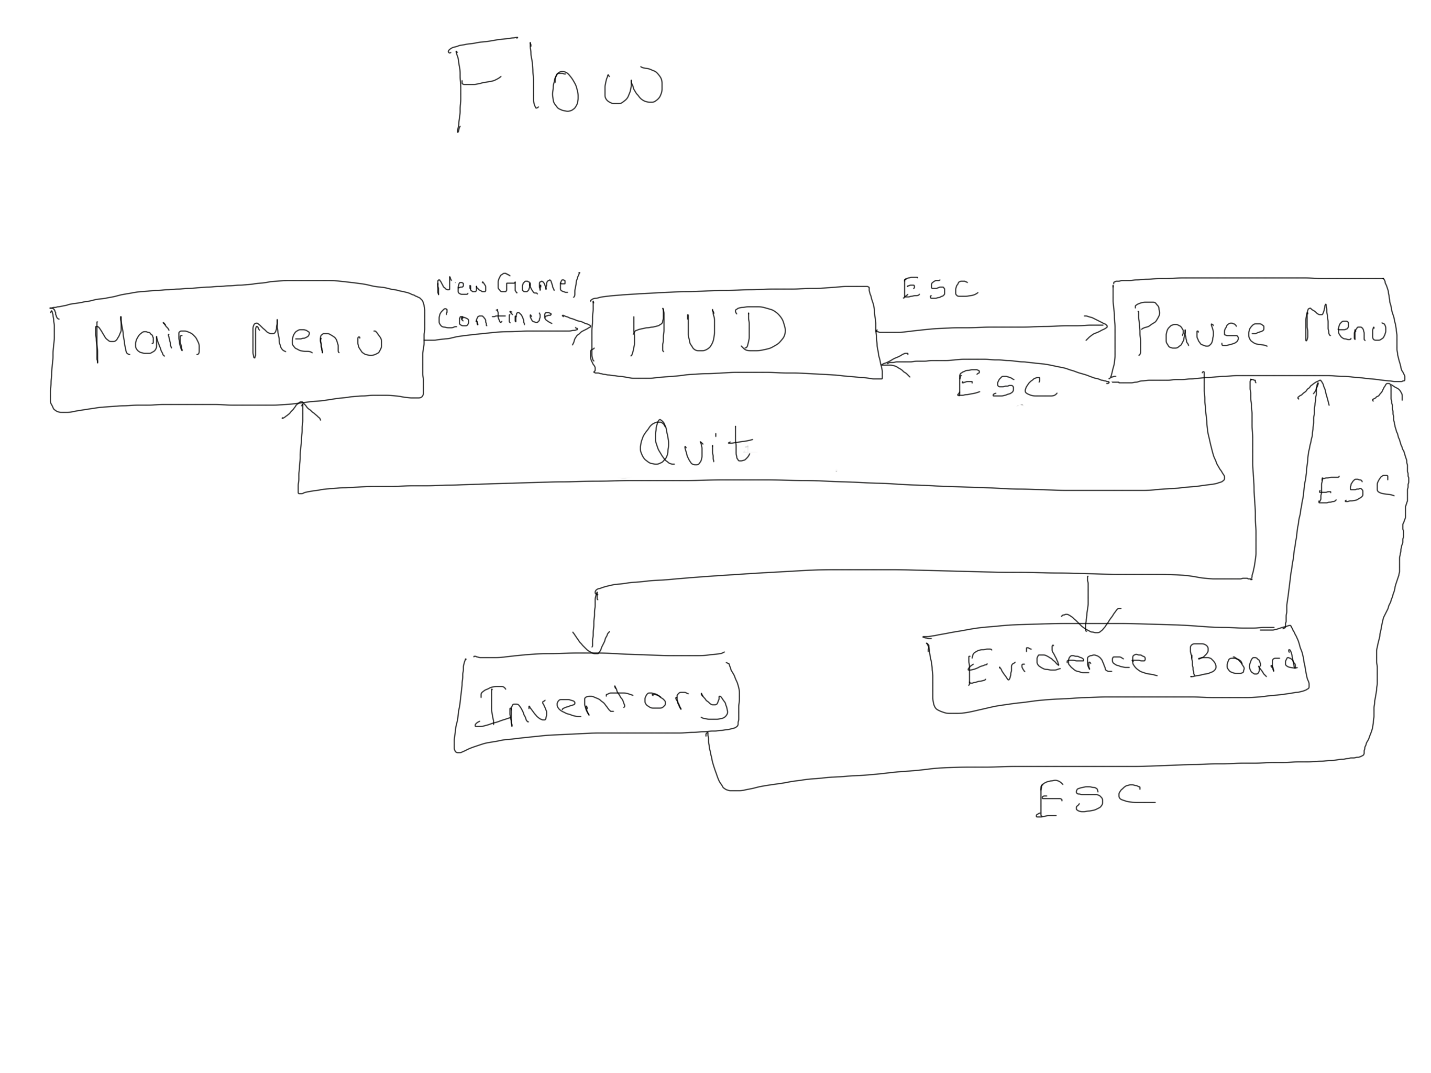 Flow
Main Menu
New Game/
Continue
HUD
ESC
ESC
Pause Menu
Quit
ESC
Inventory
Evidence Board
ESC